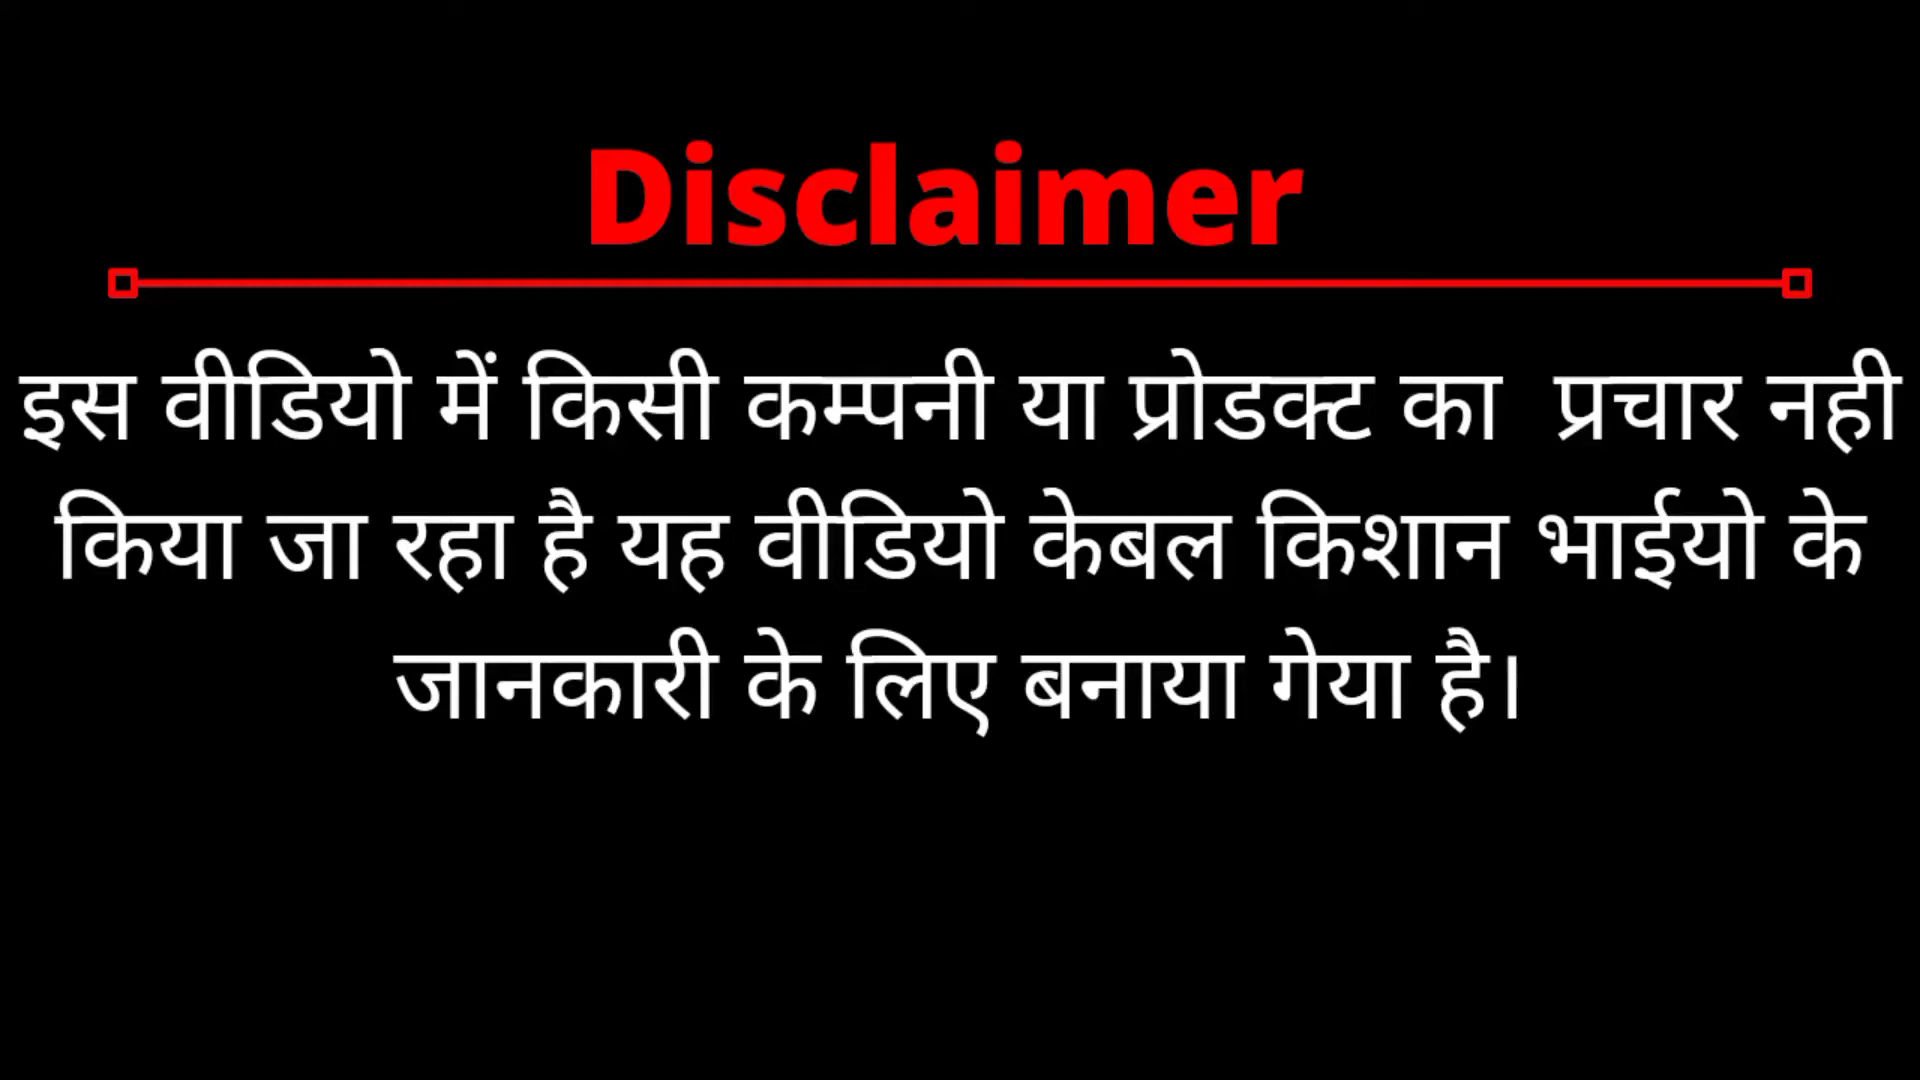 Disclaimer
इस वीडियो में किसी कम्पनी या प्रोडक्ट का प्रचार नही
किया जा रहा है यह वीडियो केबल किशान भाईयो के
जानकारी के लिए बनाया गेया है।